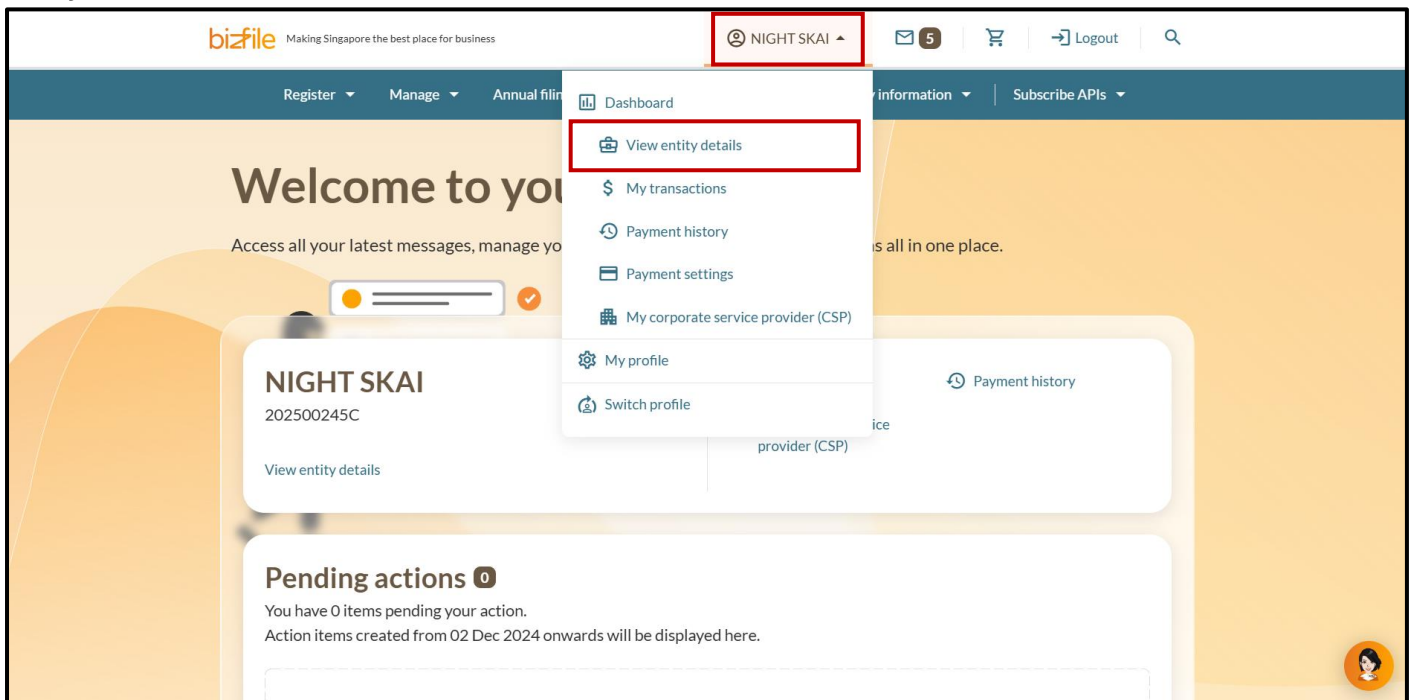 bizfile Making Singapore the best place for business
NIGHT SKAI
5
Logout
Register
Manage
Annual filin
information
Subscribe APIs
Dashboard
View entity details
My transactions
Payment history
Payment settings
My corporate service provider (CSP)
My profile
Switch profile
Welcome to you
Access all your latest messages, manage yo
s all in one place.
NIGHT SKAI
202500245C
View entity details
Payment history
ice
provider (CSP)
Pending actions 0
You have 0 items pending your action.
Action items created from 02 Dec 2024 onwards will be displayed here.